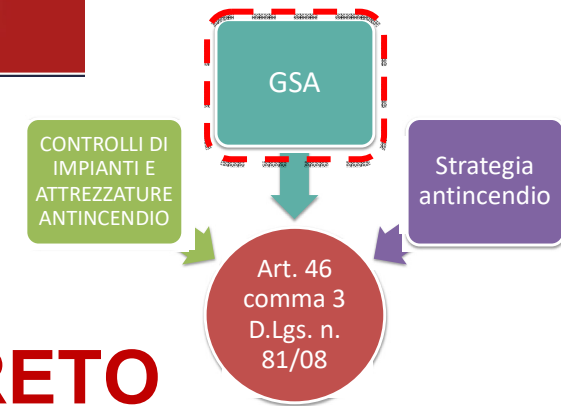 GSA
CONTROLLI DI
IMPIANTI E
ATTREZZATURE
ANTINCENDIO
Strategia
antincendio
Art. 46
comma 3
D.Lgs. n.
81/08
RETO